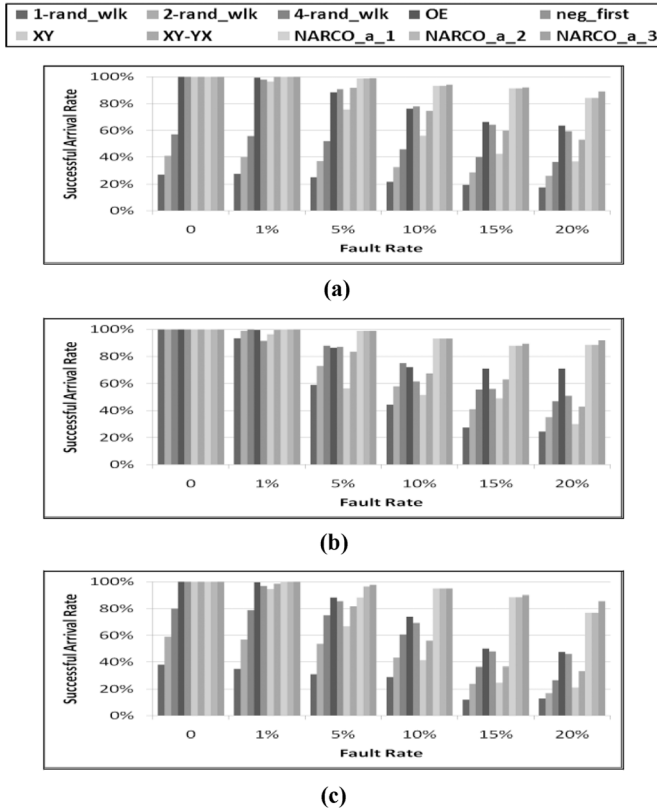 1-rand_wlk 2-rand_wlk 4-rand_wlk OE neg_first
XY XY-YX NARCO_a_1 NARCO_a_2 NARCO_a_3
Successful Arrival Rate
100%
80%
60%
40%
20%
0%
0 1% 5% 10% 15% 20%
Fault Rate
(a)
Successful Arrival Rate
100%
80%
60%
40%
20%
0%
0 1% 5% 10% 15% 20%
Fault Rate
(b)
Successful Arrival Rate
100%
80%
60%
40%
20%
0%
0 1% 5% 10% 15% 20%
Fault Rate
(c)